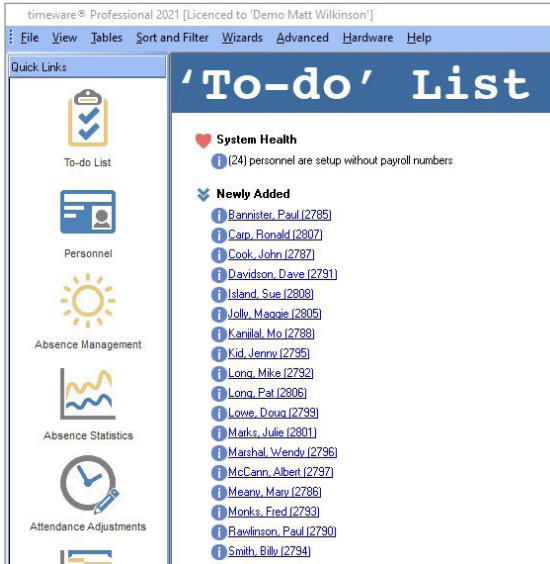 timeware® Professional 2021 [Licenced to 'Demo Matt Wilkinson']
File View Tables Sort and Filter Wizards Advanced Hardware Help
Quick Links
To-do List
Personnel
Absence Management
Absence Statistics
Attendance Adjustments
‘To-do’ List
System Health
(24) personnel are setup without payroll numbers
Newly Added
Bannister, Paul (2785)
Carp, Ronald (2807)
Cook, John (2787)
Davidson, Dave (2791)
Island, Sue (2808)
Jolly, Maggie (2805)
Kanjilal, Mo (2788)
Kid, Jenny (2795)
Long, Mike (2792)
Long, Pat (2806)
Lowe, Doug (2799)
Marks, Julie (2801)
Marshal, Wendy (2796)
McCann, Albert (2797)
Meany, Mary (2786)
Monks, Fred (2793)
Rawlinson, Paul (2790)
Smith, Billy (2794)